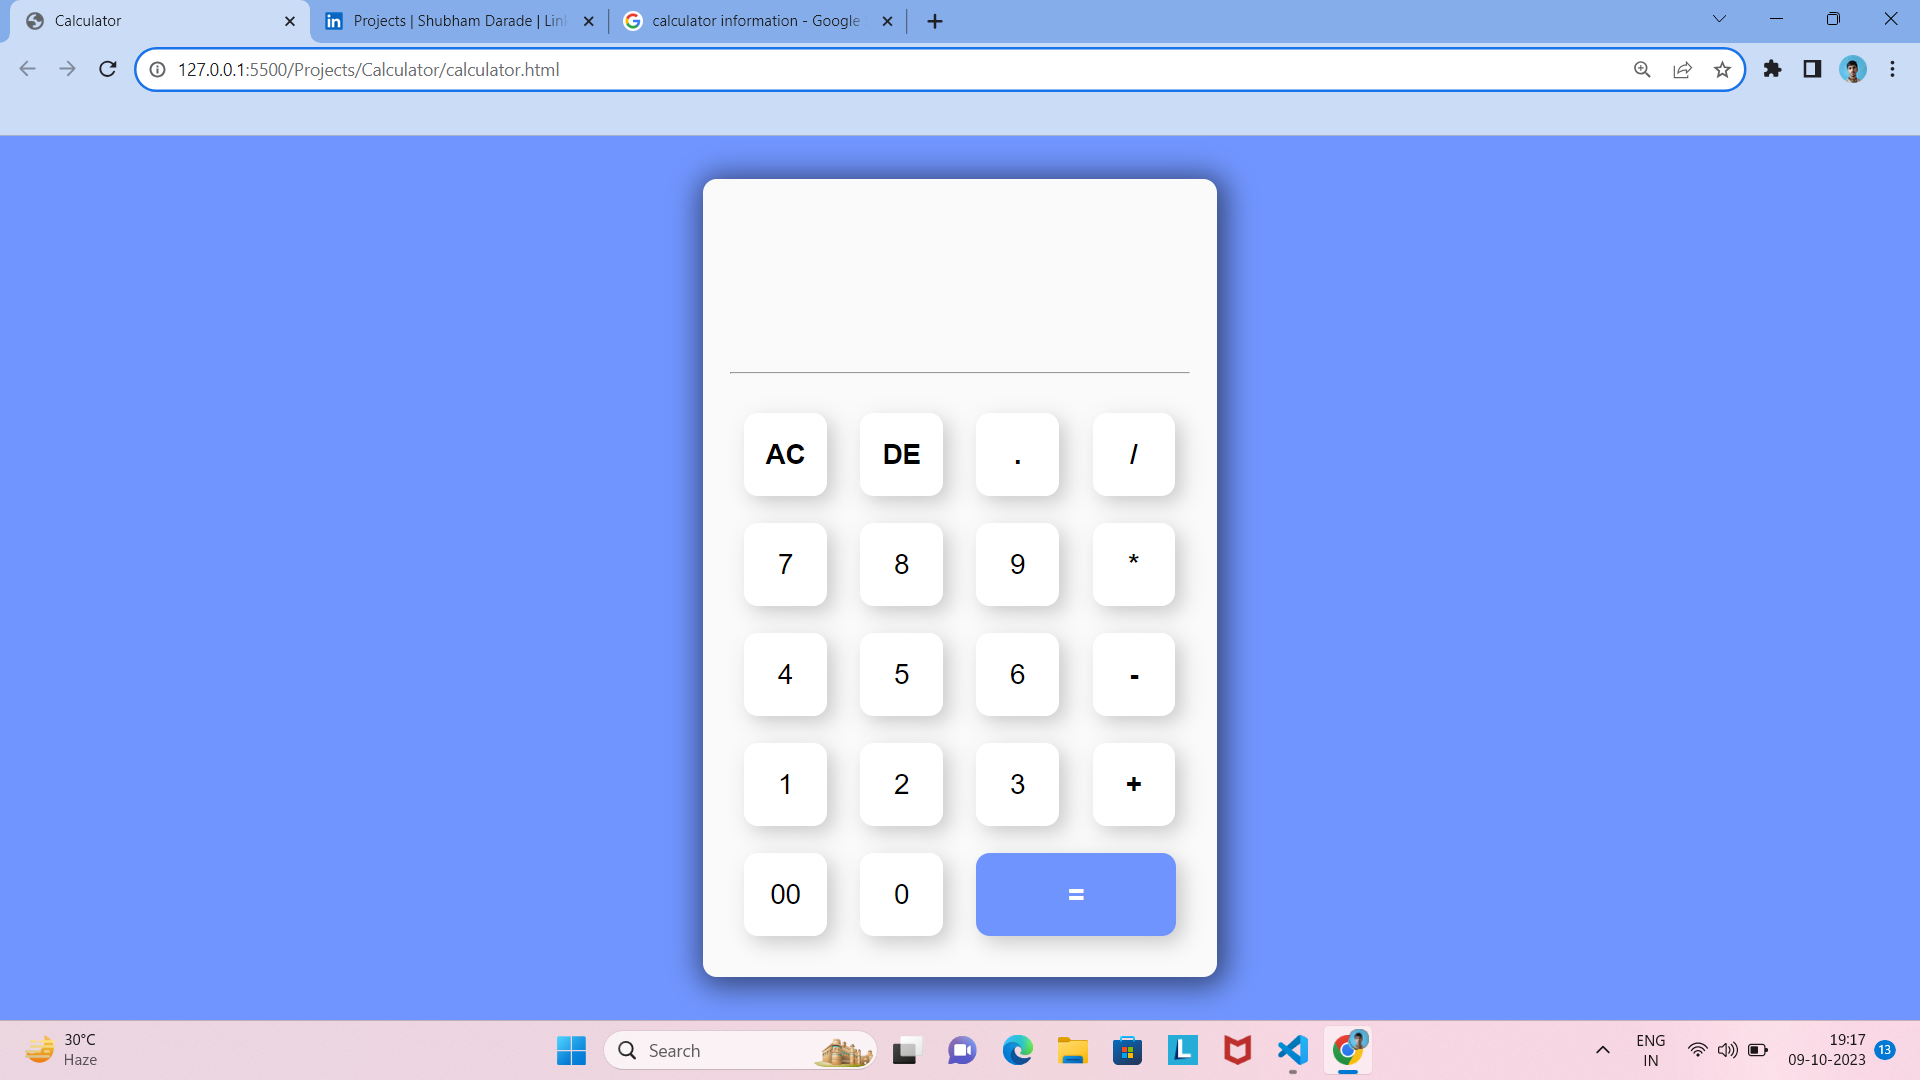 Calculator
in Projects | Shubham Darade | Lin
calculator information - Google
127.0.0.1:5500/Projects/Calculator/calculator.html
AC DE . /
7 8 9 *
4 5 6 -
1 2 3 +
00 0 =
30°C
Haze
Search
L
ENG
IN
19:17
09-10-2023
13